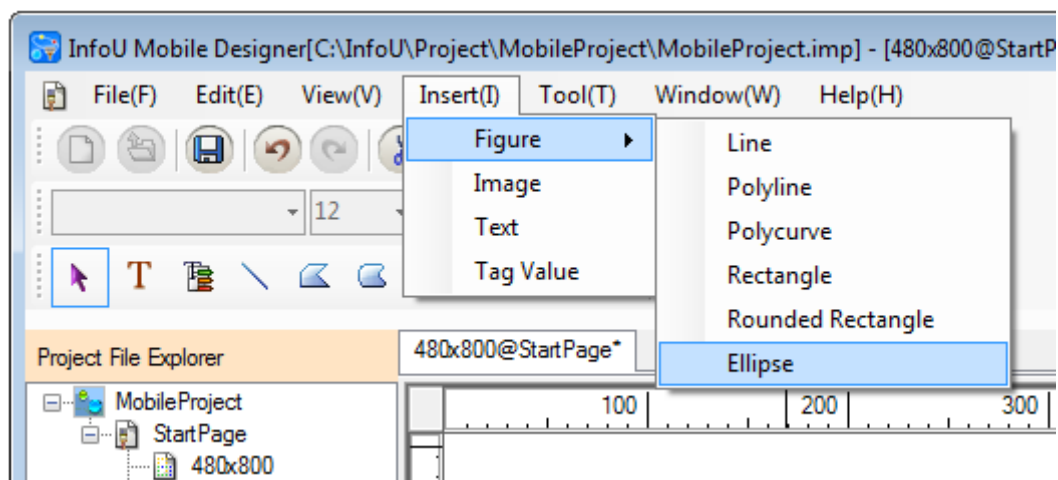 InfoU Mobile Designer[C:\InfoU\Project\MobileProject\MobileProject.imp] - [480x800@StartP
File(F) Edit(E) View(V) Insert(I) Tool(T) Window(W) Help(H)
Figure
Image
Text
Tag Value
Line
Polyline
Polycurve
Rectangle
Rounded Rectangle
Ellipse
12
T
Project File Explorer
480x800@StartPage*
MobileProject
StartPage
480x800
100 200 300